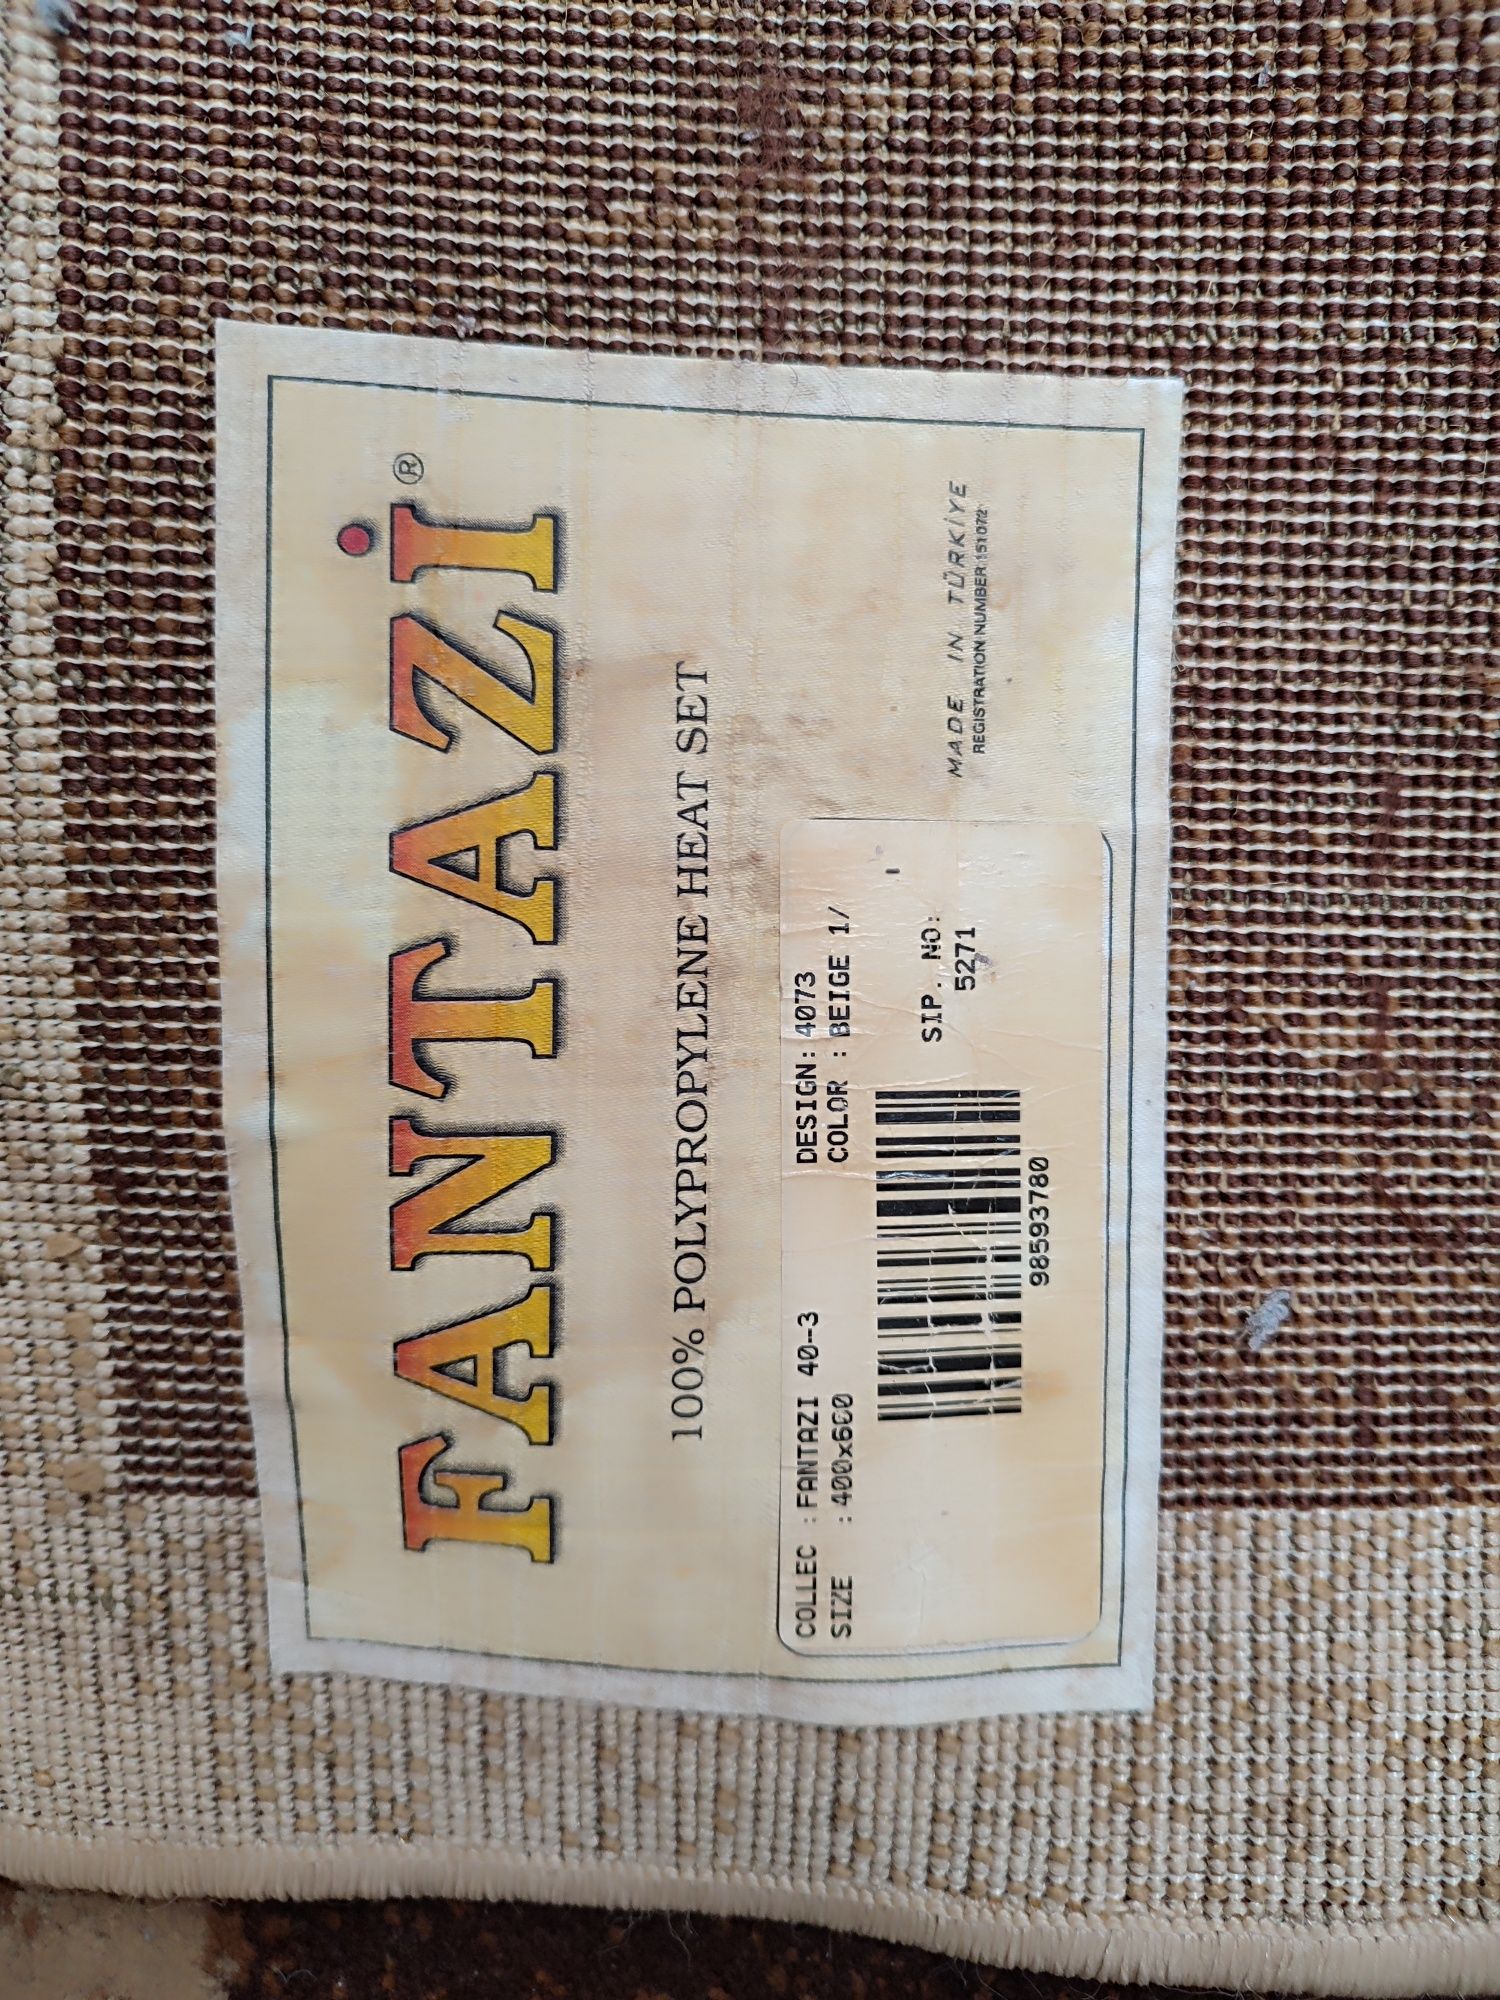 FANTAZİ®
100% POLYPROPYLENE HEAT SET
COLLEC : FANTAZI 40-3 DESIGN: 4073
SIZE : 400x600 COLOR : BEIGE 1/
SIP. NO:
5271
98593780
MADE IN TÜRKİYE
REGISTRATION NUMBER 151072